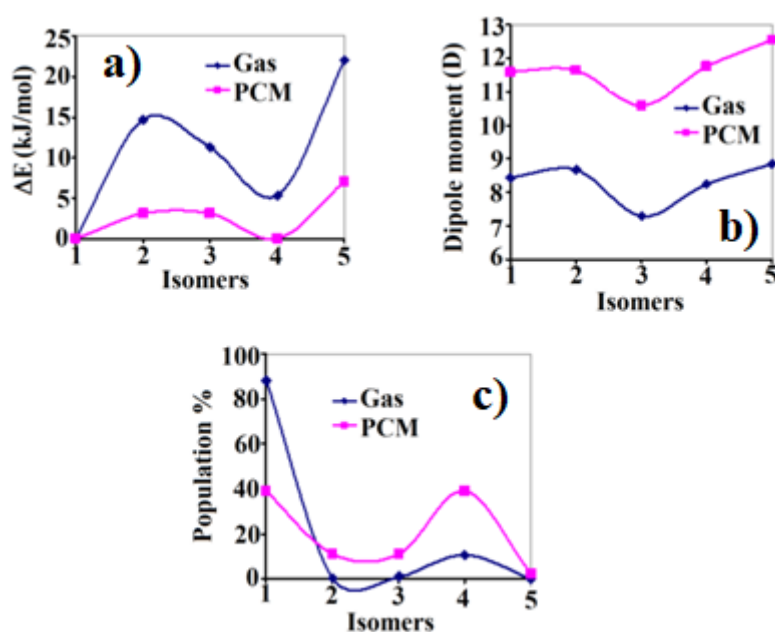 a)
ΔE (kJ/mol)
25
20
15
10
5
0
Gas
PCM
1 2 3 4 5
Isomers
b)
Dipole moment (D)
13
12
11
10
9
8
7
6
Gas
PCM
1 2 3 4 5
Isomers
c)
Population %
100
80
60
40
20
0
Gas
PCM
1 2 3 4 5
Isomers